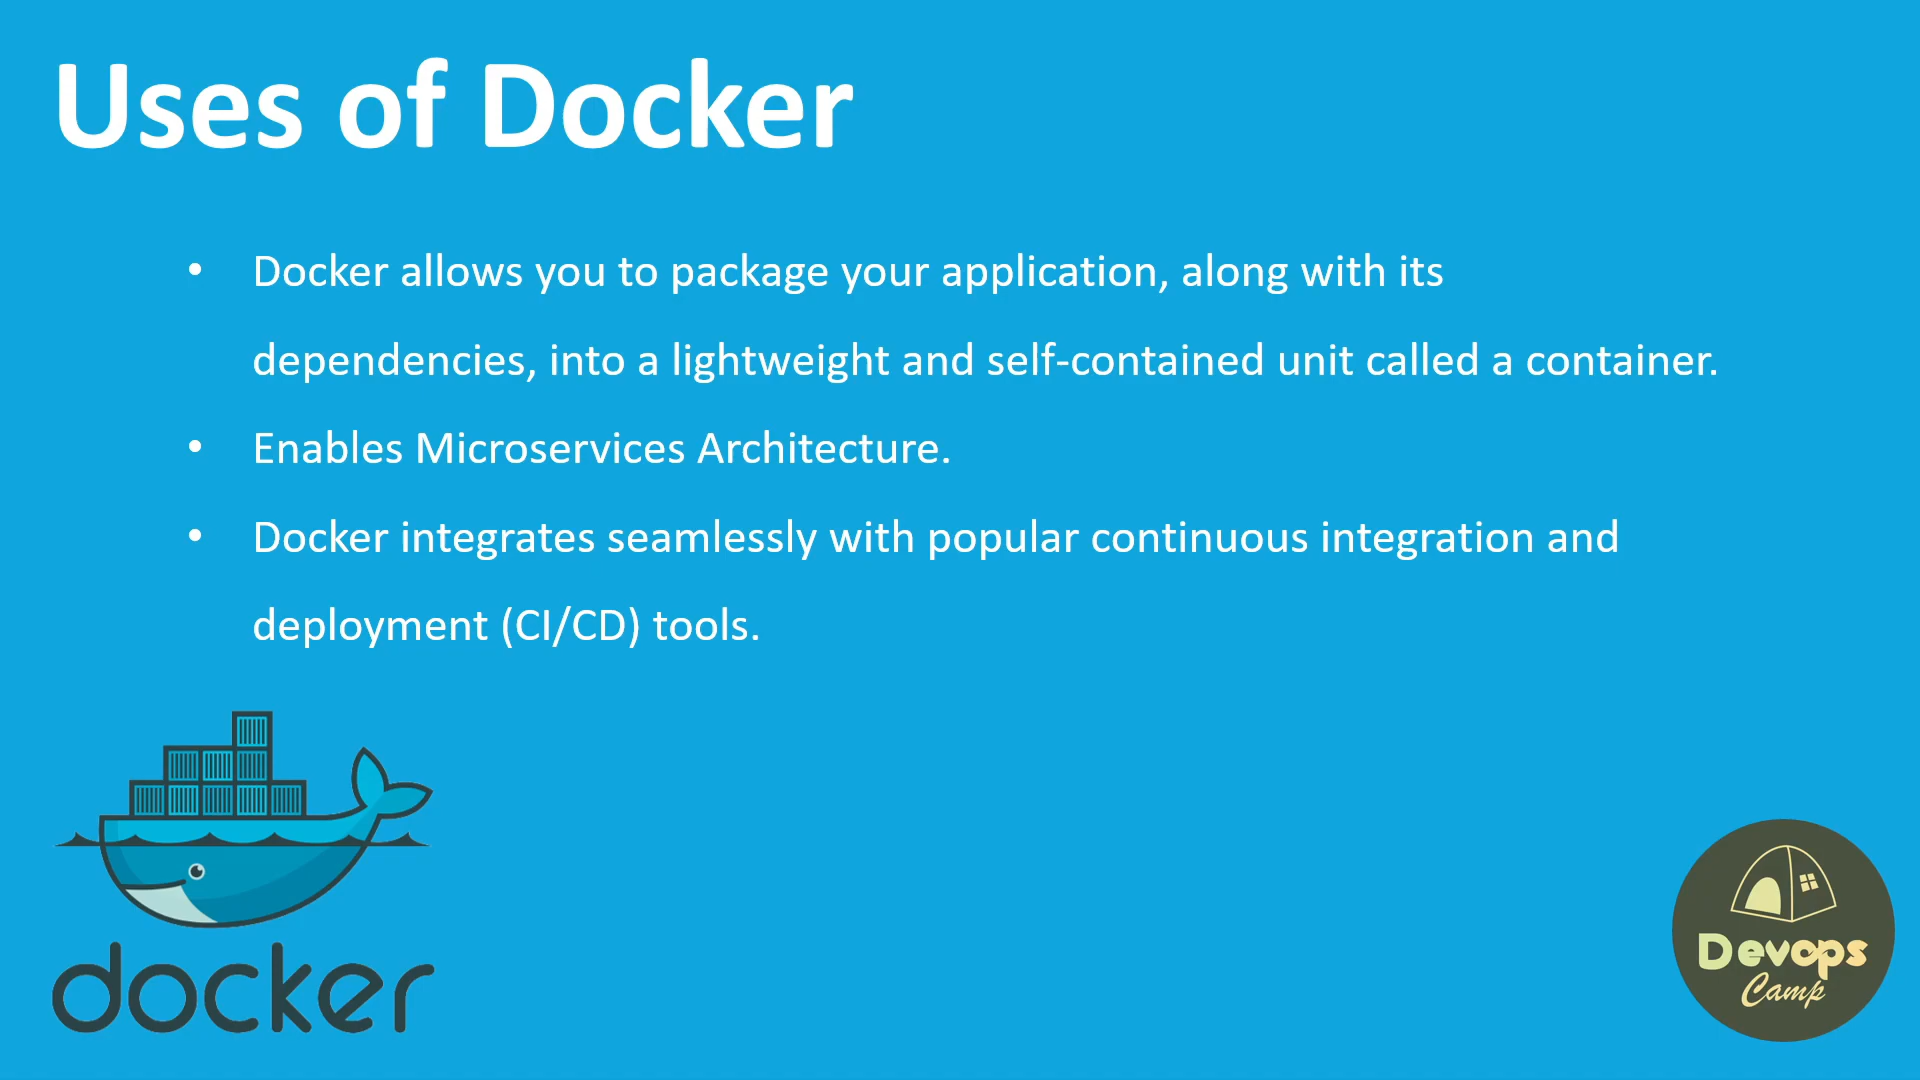 Uses of Docker
• Docker allows you to package your application, along with its
dependencies, into a lightweight and self-contained unit called a container.
• Enables Microservices Architecture.
• Docker integrates seamlessly with popular continuous integration and
deployment (CI/CD) tools.
docker
Devops
Camp